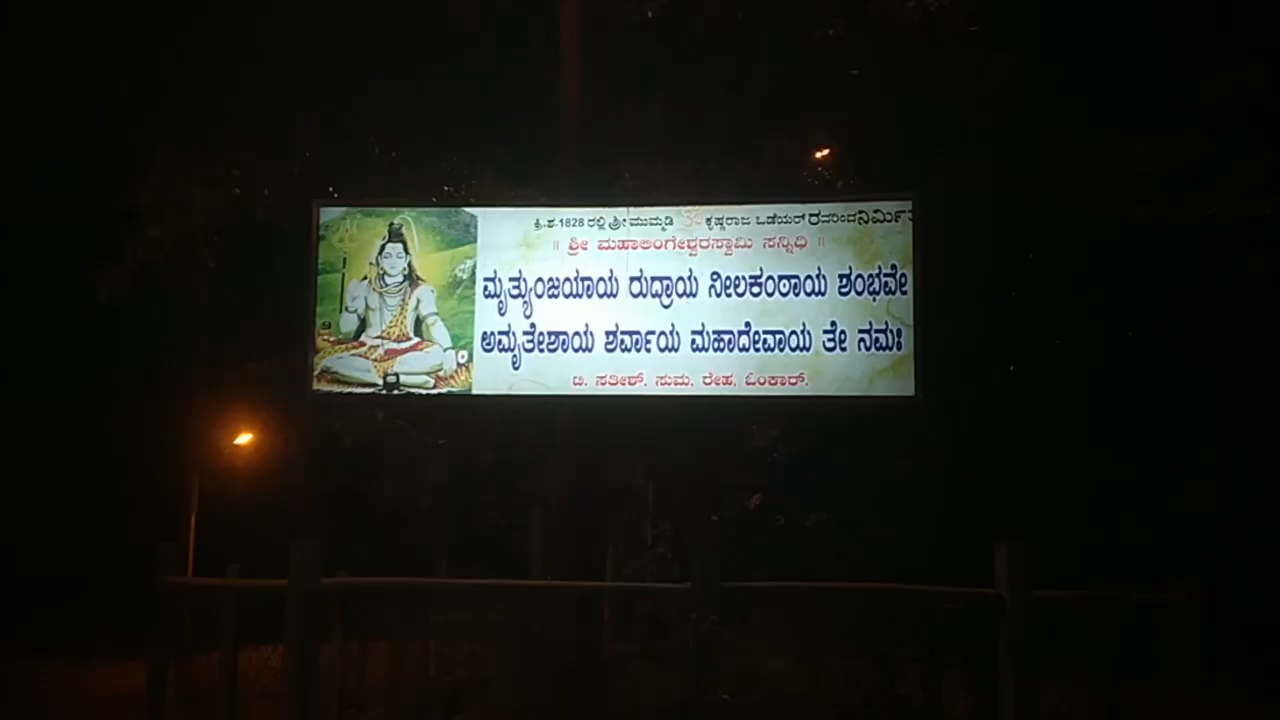 ಕ್ರಿ.ಶ.1828 ರಲ್ಲಿ ಶ್ರೀ ಮುಮ್ಮಡಿ ಕೃಷ್ಣರಾಜ ಒಡೆಯರ್ ರವರಿಂದ ನಿರ್ಮಿತ
॥ ಶ್ರೀ ಮಹಾಲಿಂಗೇಶ್ವರಸ್ವಾಮಿ ಸನ್ನಿಧಿ ॥
ಮೃತ್ಯುಂಜಯಾಯ ರುದ್ರಾಯ ನೀಲಕಂಠಾಯ ಶಂಭವೇ
ಅಮೃತೇಶಾಯ ಶರ್ವಾಯ ಮಹಾದೇವಾಯ ತೇ ನಮಃ
ಟಿ. ಸತೀಶ್. ಸುಮ. ರೇಹ. ಓಂಕಾರ್.